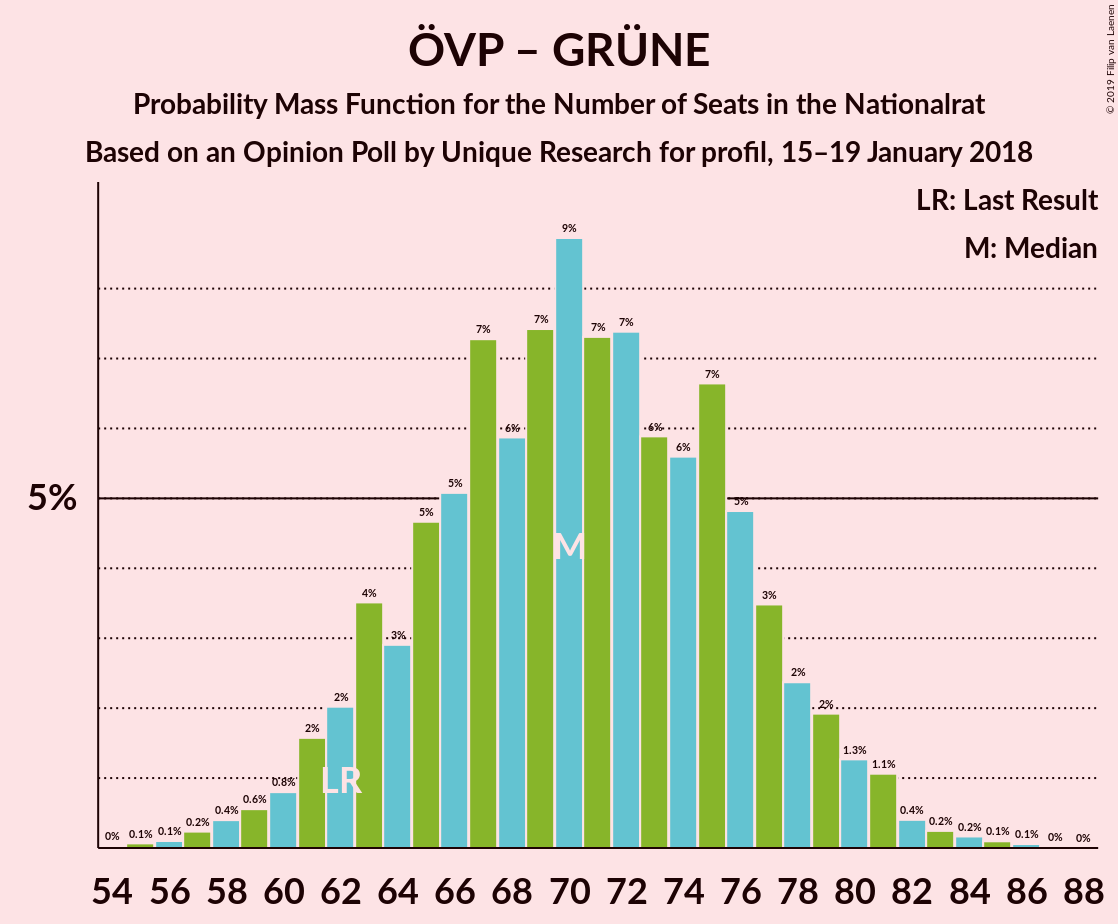 ÖVP – GRÜNE
Probability Mass Function for the Number of Seats in the Nationalrat
Based on an Opinion Poll by Unique Research for profil, 15–19 January 2018
© 2019 Filip van Laenen
LR: Last Result
M: Median
5%
0% 0.1% 0.1% 0.2% 0.4% 0.6% 0.8% 2% 2% 4% 3% 5% 5% 7% 6% 7% 9% 7% 7% 6% 6% 7% 5% 3% 2% 2% 1.3% 1.1% 0.4% 0.2% 0.2% 0.1% 0.1% 0% 0%
M
LR
54 56 58 60 62 64 66 68 70 72 74 76 78 80 82 84 86 88